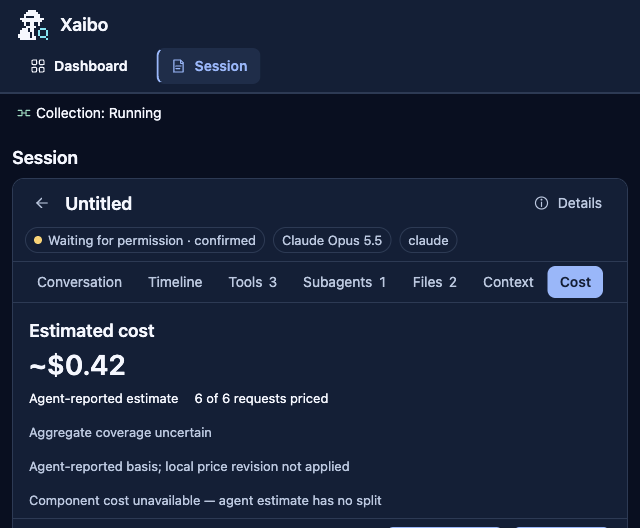 Xaibo
Dashboard Session
Collection: Running
Session
Untitled Details
Waiting for permission · confirmed Claude Opus 5.5 claude
Conversation Timeline Tools 3 Subagents 1 Files 2 Context Cost
Estimated cost
~$0.42
Agent-reported estimate 6 of 6 requests priced
Aggregate coverage uncertain
Agent-reported basis; local price revision not applied
Component cost unavailable — agent estimate has no split